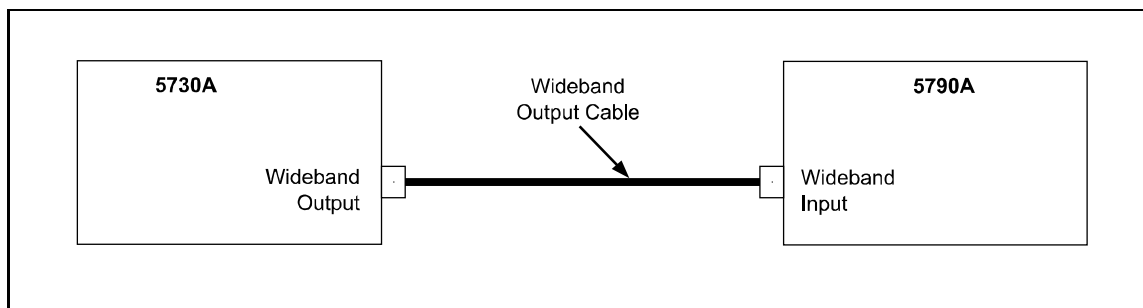 5730A
Wideband
Output
Wideband
Output Cable
5790A
Wideband
Input